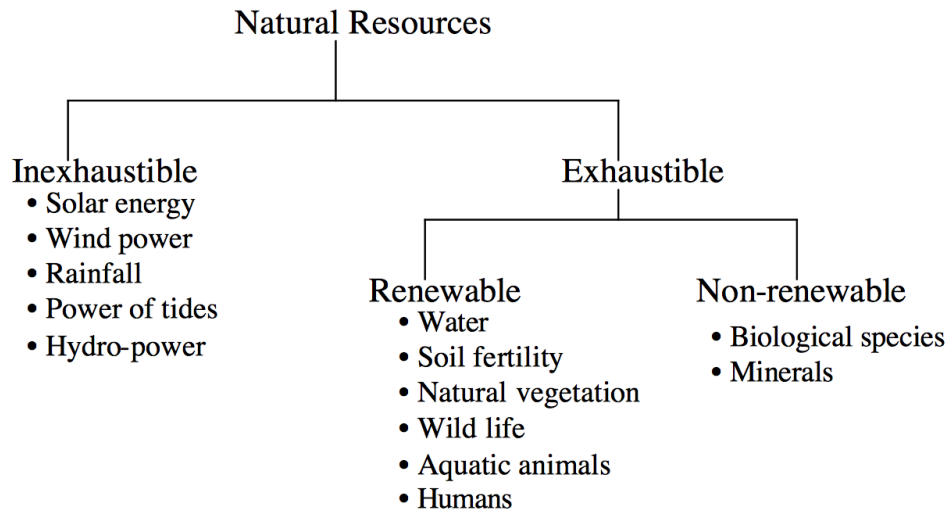 Natural Resources
Inexhaustible
• Solar energy
• Wind power
• Rainfall
• Power of tides
• Hydro-power
Exhaustible
Renewable
• Water
• Soil fertility
• Natural vegetation
• Wild life
• Aquatic animals
• Humans
Non-renewable
• Biological species
• Minerals